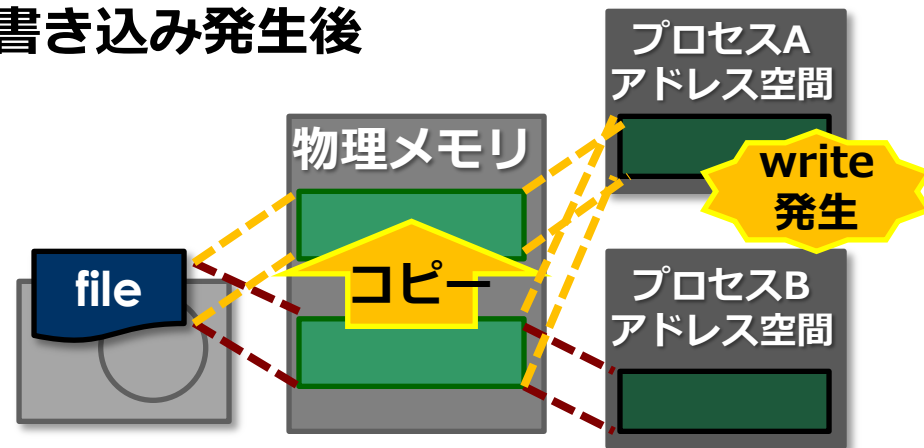 書き込み発生後
プロセスA
アドレス空間
物理メモリ
write
発生
コピー
file
プロセスB
アドレス空間